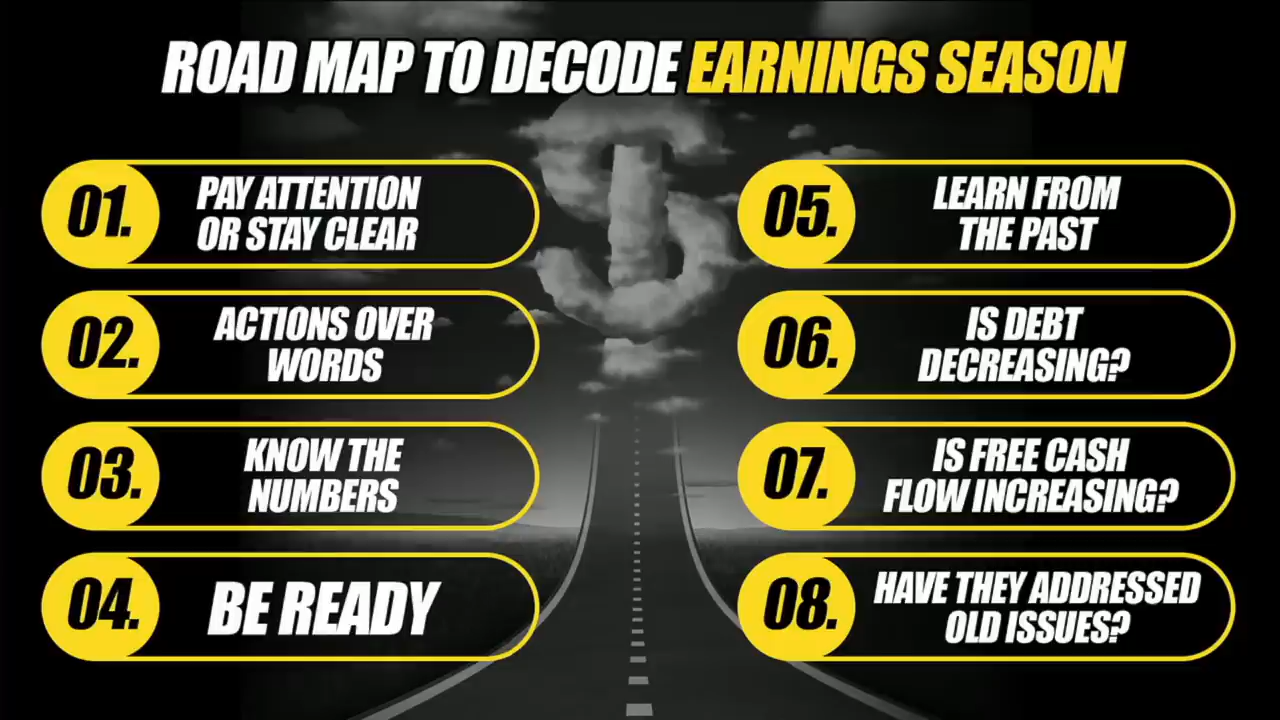 ROAD MAP TO DECODE EARNINGS SEASON
01.
PAY ATTENTION
OR STAY CLEAR
02.
ACTIONS OVER
WORDS
03.
KNOW THE
NUMBERS
04.
BE READY
05.
LEARN FROM
THE PAST
06.
IS DEBT
DECREASING?
07.
IS FREE CASH
FLOW INCREASING?
08.
HAVE THEY ADDRESSED
OLD ISSUES?